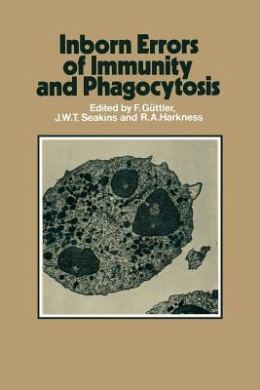 Inborn Errors
of Immunity
and Phagocytosis
Edited by F. Güttler,
J.W.T. Seakins and R.A. Harkness